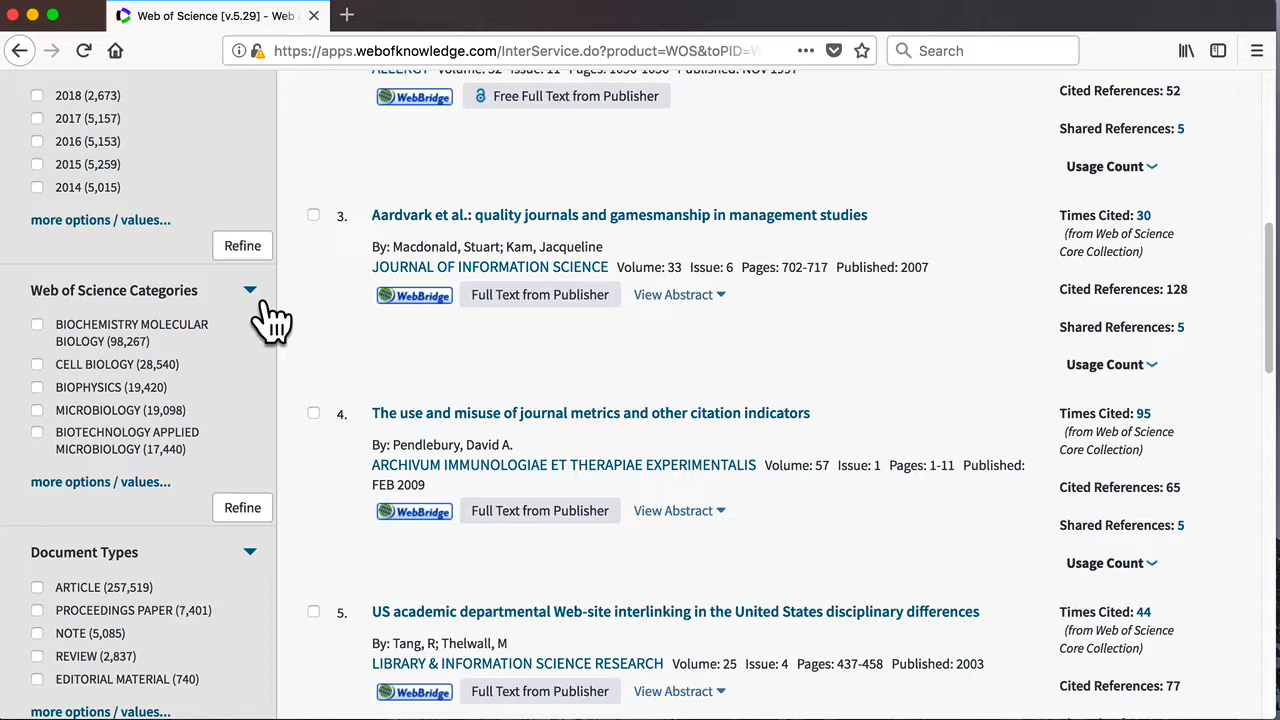 Web of Science [v.5.29] - Web
https://apps.webofknowledge.com/InterService.do?product=WOS&toPID=W
Search
2018 (2,673)
2017 (5,157)
2016 (5,153)
2015 (5,259)
2014 (5,015)
more options / values...
Refine
Web of Science Categories
BIOCHEMISTRY MOLECULAR
BIOLOGY (98,267)
CELL BIOLOGY (28,540)
BIOPHYSICS (19,420)
MICROBIOLOGY (19,098)
BIOTECHNOLOGY APPLIED
MICROBIOLOGY (17,440)
more options / values...
Refine
Document Types
ARTICLE (257,519)
PROCEEDINGS PAPER (7,401)
NOTE (5,085)
REVIEW (2,837)
EDITORIAL MATERIAL (740)
more options / values...
ALLERGY Volume: 52 Issue: 11 Pages: 1050-1056 Published: NOV 1997
WebBridge Free Full Text from Publisher
Cited References: 52
Shared References: 5
Usage Count
3. Aardvark et al.: quality journals and gamesmanship in management studies
By: Macdonald, Stuart; Kam, Jacqueline
JOURNAL OF INFORMATION SCIENCE Volume: 33 Issue: 6 Pages: 702-717 Published: 2007
WebBridge Full Text from Publisher View Abstract
Times Cited: 30
(from Web of Science
Core Collection)
Cited References: 128
Shared References: 5
Usage Count
4. The use and misuse of journal metrics and other citation indicators
By: Pendlebury, David A.
ARCHIVUM IMMUNOLOGIAE ET THERAPIAE EXPERIMENTALIS Volume: 57 Issue: 1 Pages: 1-11 Published:
FEB 2009
WebBridge Full Text from Publisher View Abstract
Times Cited: 95
(from Web of Science
Core Collection)
Cited References: 65
Shared References: 5
Usage Count
5. US academic departmental Web-site interlinking in the United States disciplinary differences
By: Tang, R; Thelwall, M
LIBRARY & INFORMATION SCIENCE RESEARCH Volume: 25 Issue: 4 Pages: 437-458 Published: 2003
WebBridge Full Text from Publisher View Abstract
Times Cited: 44
(from Web of Science
Core Collection)
Cited References: 77